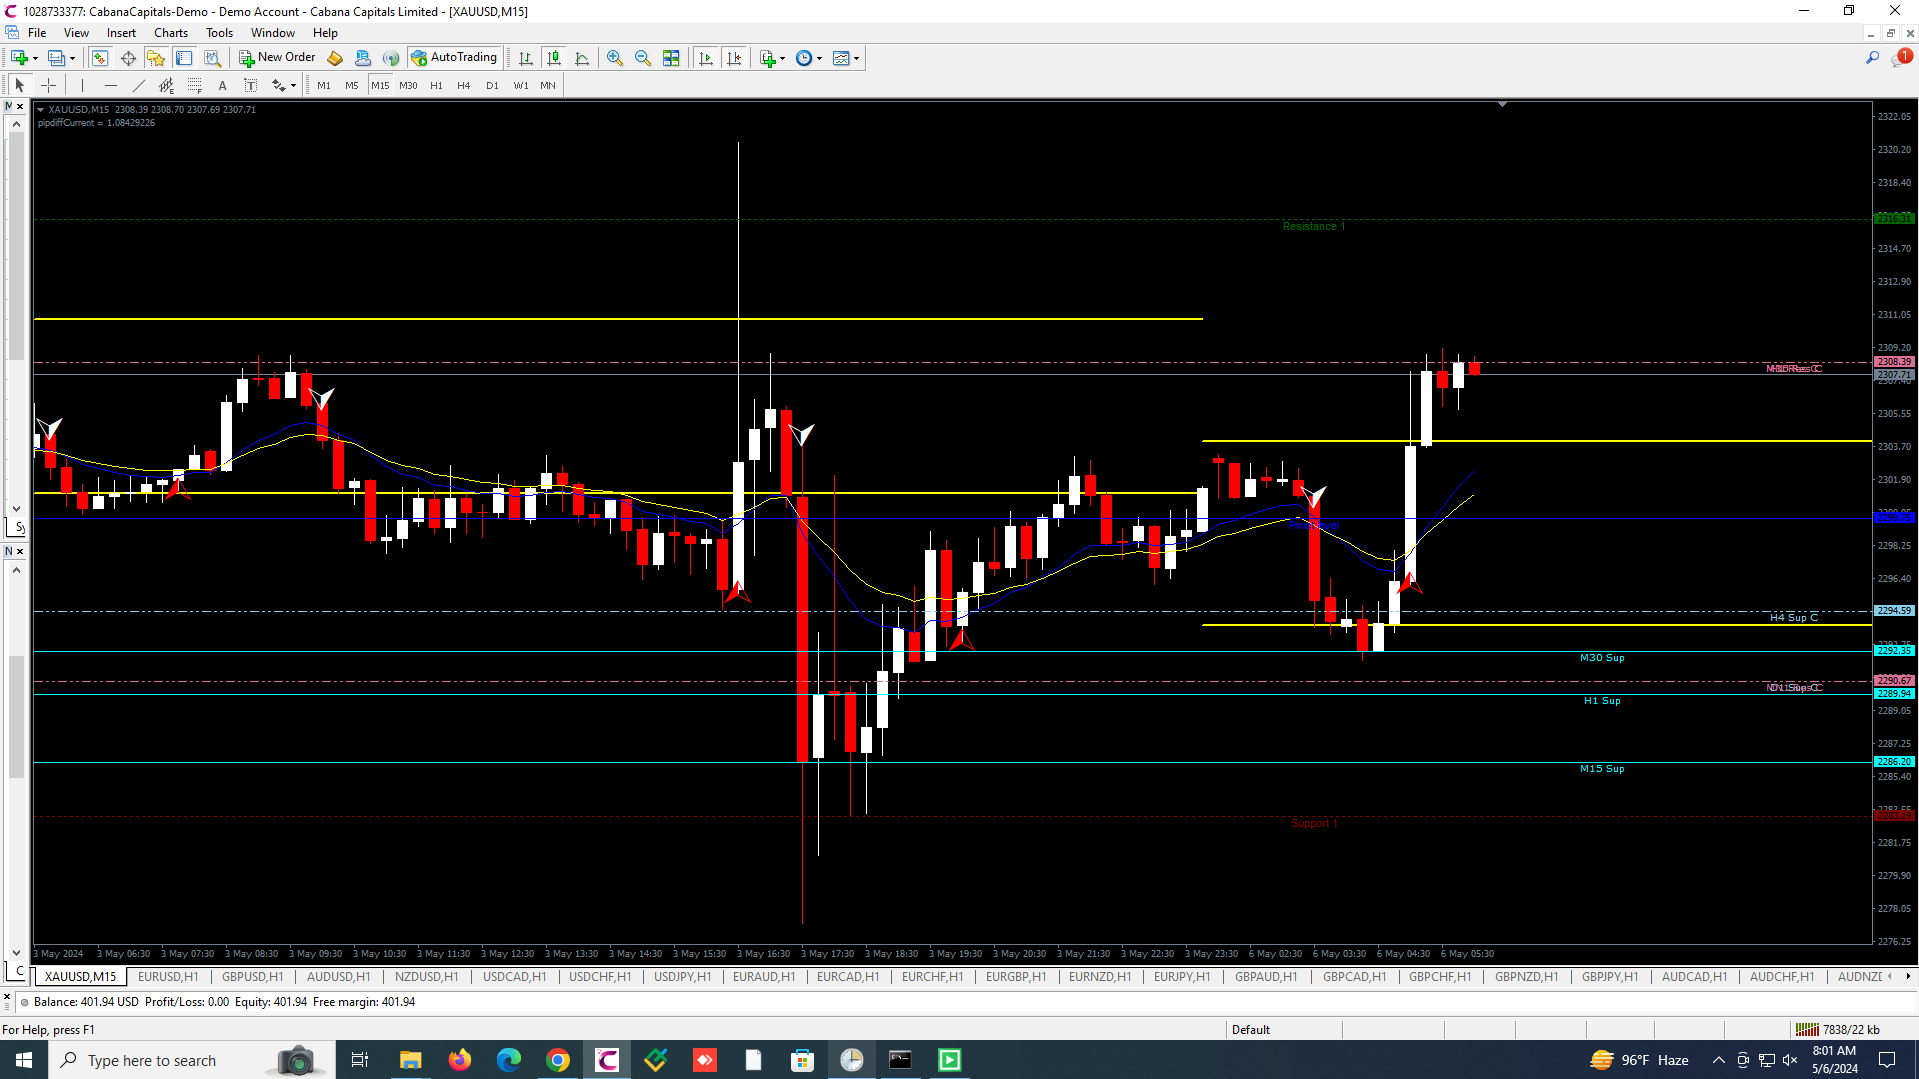 1028733377: CabanaCapitals-Demo - Demo Account - Cabana Capitals Limited - [XAUUSD,M15]
File View Insert Charts Tools Window Help
New Order AutoTrading 1
A T M1 M5 M15 M30 H1 H4 D1 W1 MN
XAUUSD,M15 2308.39 2308.70 2307.69 2307.71
pipdiffCurrent = 1.08429226
2322.05
2320.20
2318.40
2316.31
Resistance 1
2314.70
2312.90
2311.05
2309.20
2308.39
2307.71
2305.55
2303.70
2301.90
2298.25
2296.40
2294.59
H4 Sup C
2292.35
M30 Sup
2290.67
2289.94
H1 Sup
2289.05
2287.25
2286.20
M15 Sup
2285.40
Support 1
2281.75
2279.90
2278.05
2276.25
3 May 2024 3 May 06:30 3 May 07:30 3 May 08:30 3 May 09:30 3 May 10:30 3 May 11:30 3 May 12:30 3 May 13:30 3 May 14:30 3 May 15:30 3 May 16:30 3 May 17:30 3 May 18:30 3 May 19:30 3 May 20:30 3 May 21:30 3 May 22:30 3 May 23:30 6 May 02:30 6 May 03:30 6 May 04:30 6 May 05:30
XAUUSD,M15 EURUSD,H1 GBPUSD,H1 AUDUSD,H1 NZDUSD,H1 USDCAD,H1 USDCHF,H1 USDJPY,H1 EURAUD,H1 EURCAD,H1 EURCHF,H1 EURGBP,H1 EURNZD,H1 EURJPY,H1 GBPAUD,H1 GBPCAD,H1 GBPCHF,H1 GBPNZD,H1 GBPJPY,H1 AUDCAD,H1 AUDCHF,H1 AUDNZD
Balance: 401.94 USD Profit/Loss: 0.00 Equity: 401.94 Free margin: 401.94
For Help, press F1 Default 7838/22 kb
Type here to search 96°F Haze 8:01 AM
5/6/2024